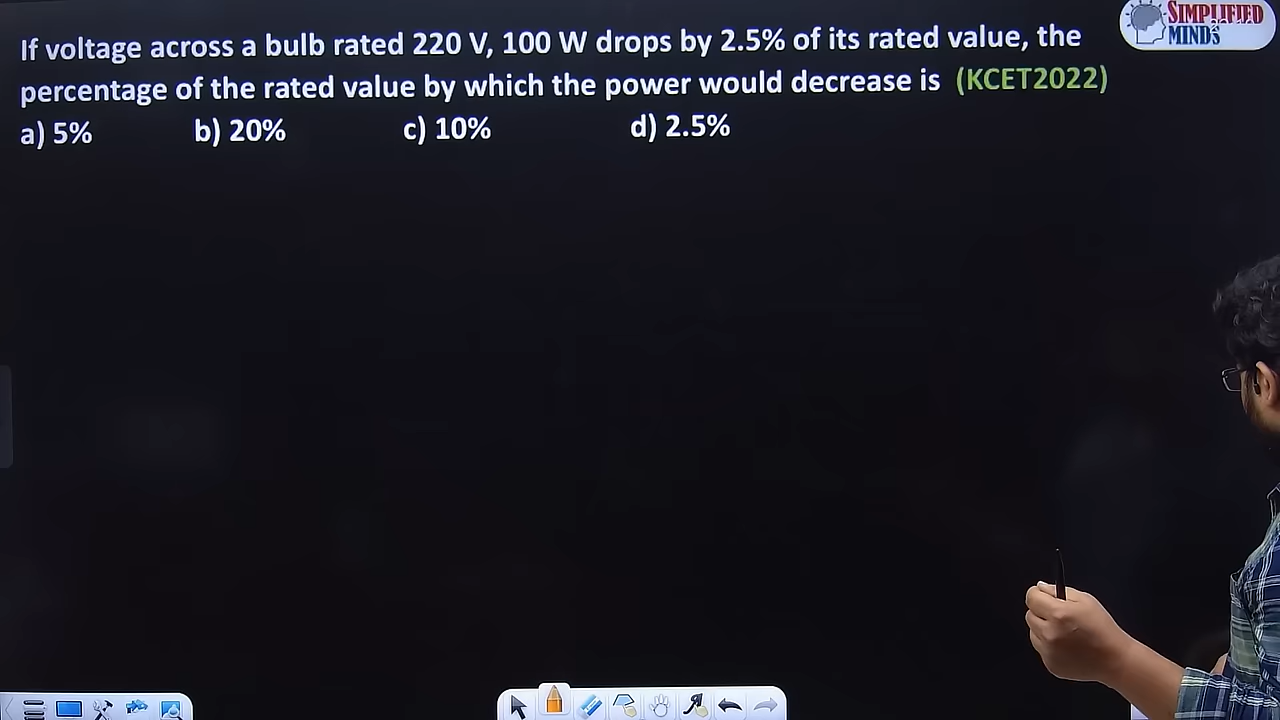 SIMPLIFIED
MINDS
If voltage across a bulb rated 220 V, 100 W drops by 2.5% of its rated value, the
percentage of the rated value by which the power would decrease is (KCET2022)
a) 5% b) 20% c) 10% d) 2.5%